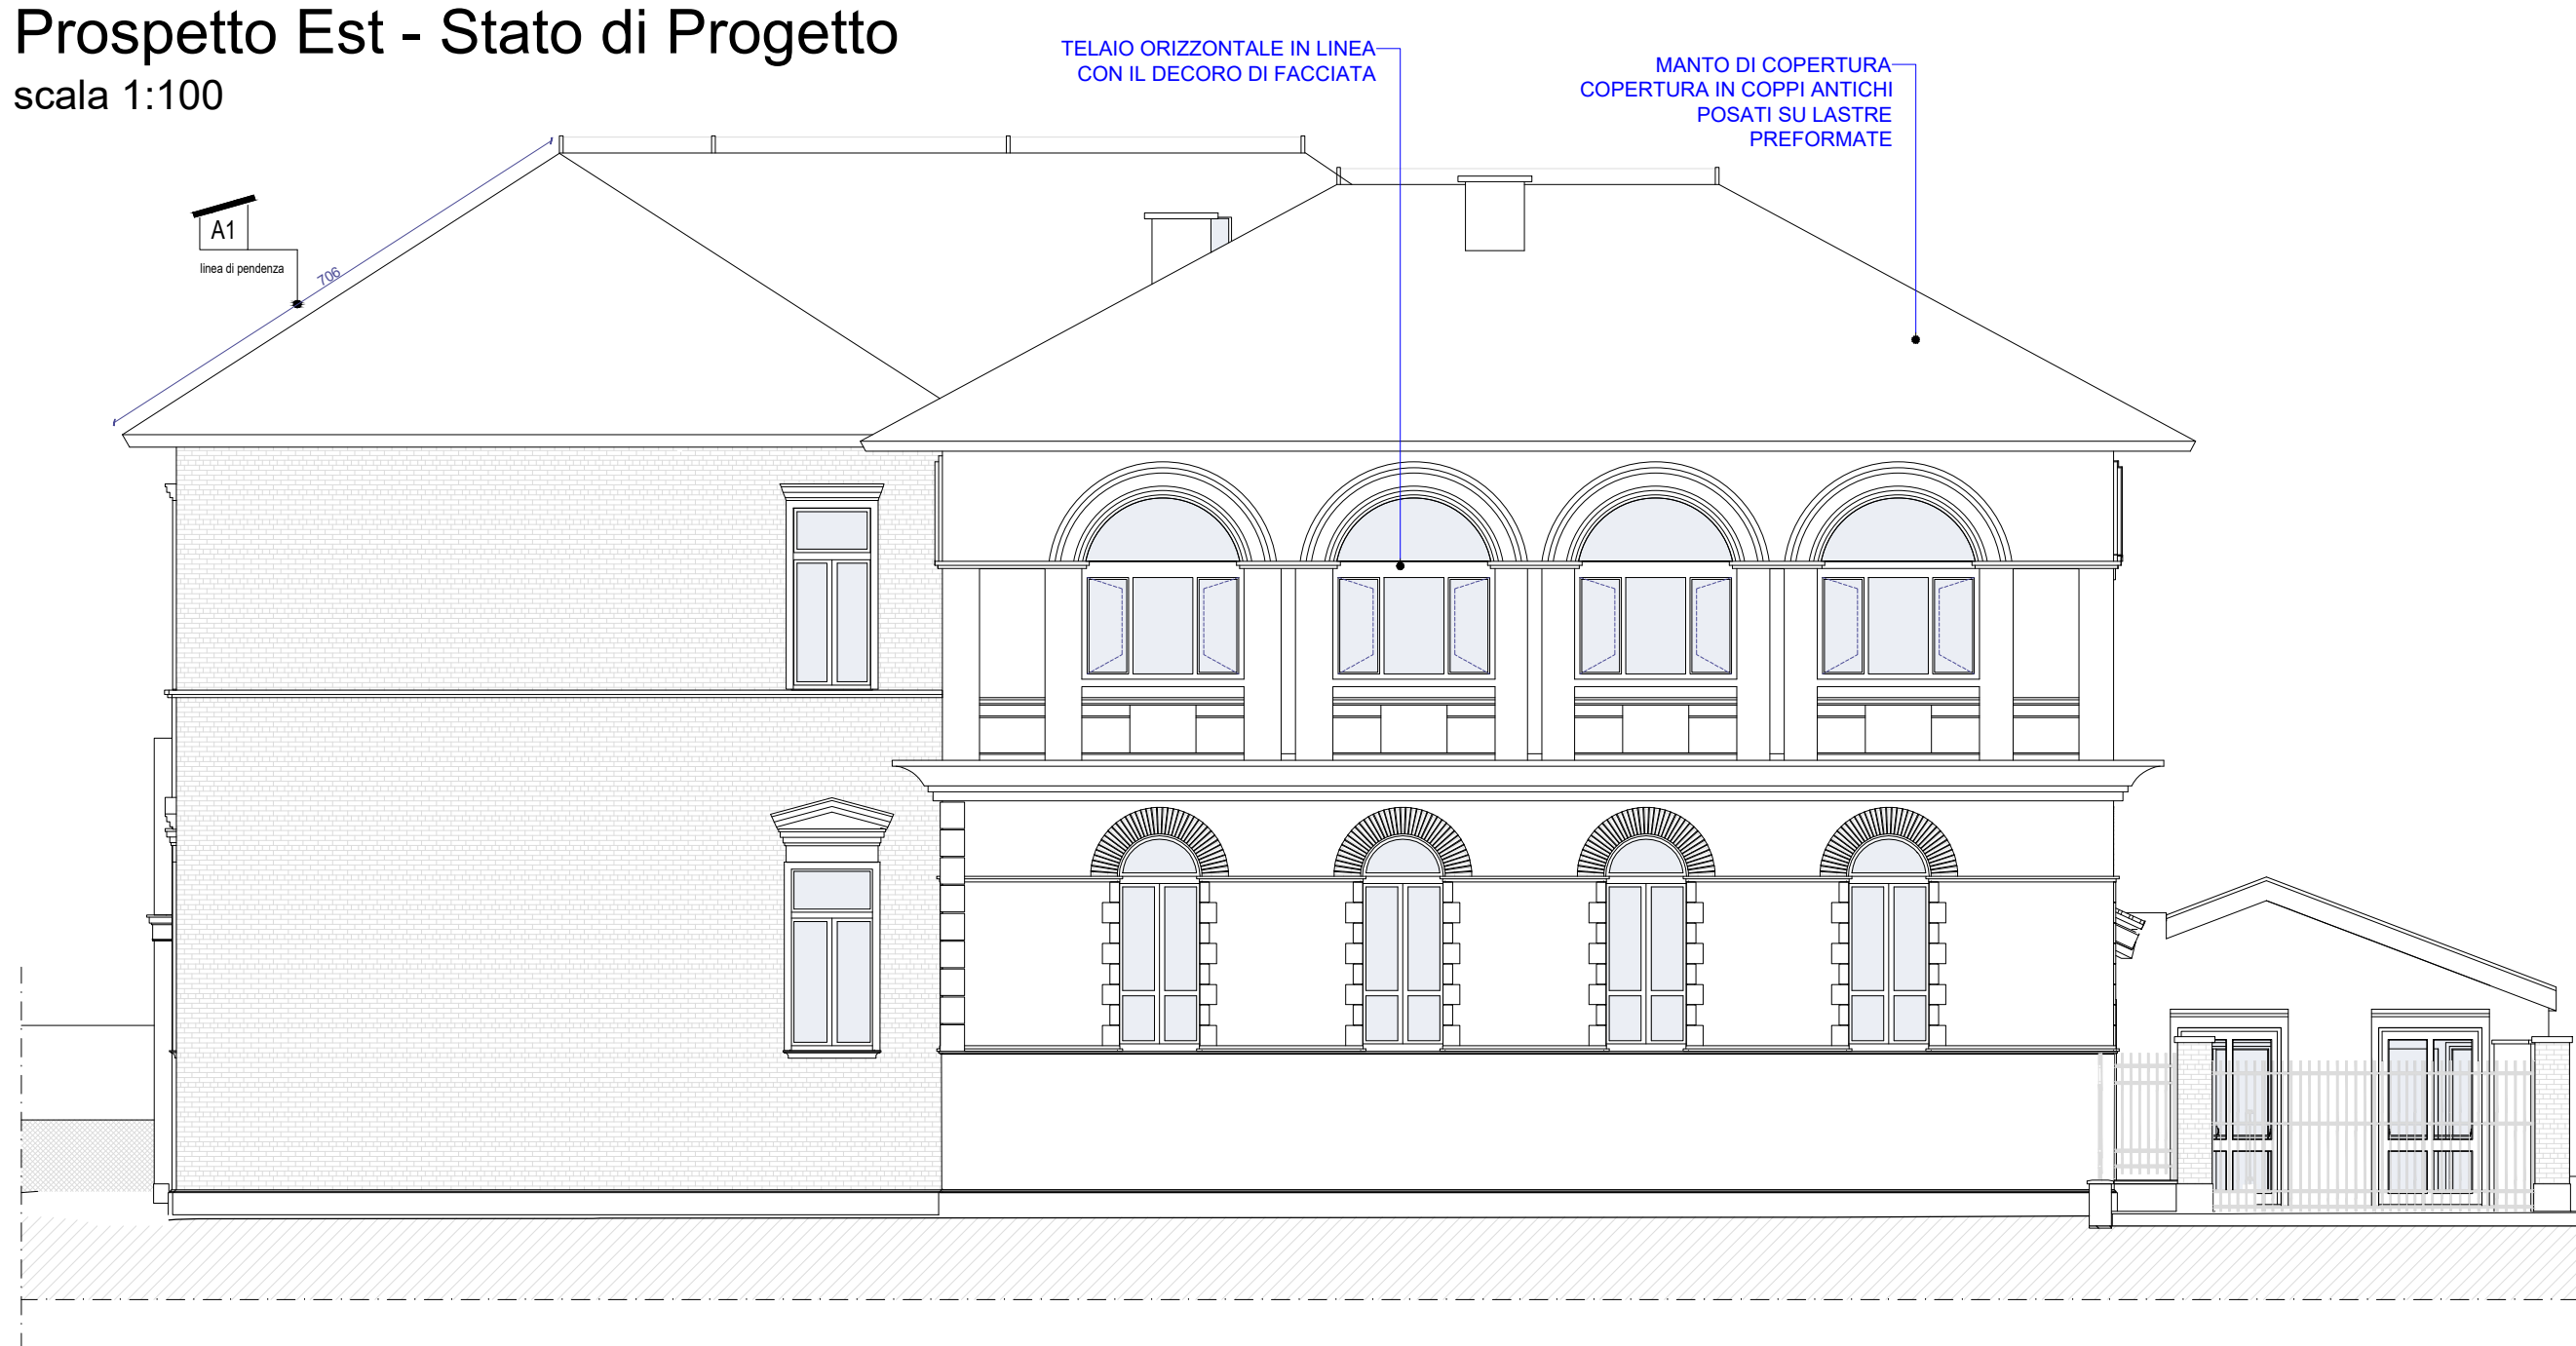 Prospetto Est - Stato di Progetto
scala 1:100
TELAIO ORIZZONTALE IN LINEA
CON IL DECORO DI FACCIATA
MANTO DI COPERTURA
COPERTURA IN COPPI ANTICHI
POSATI SU LASTRE
PREFORMATE
A1
linea di pendenza
706